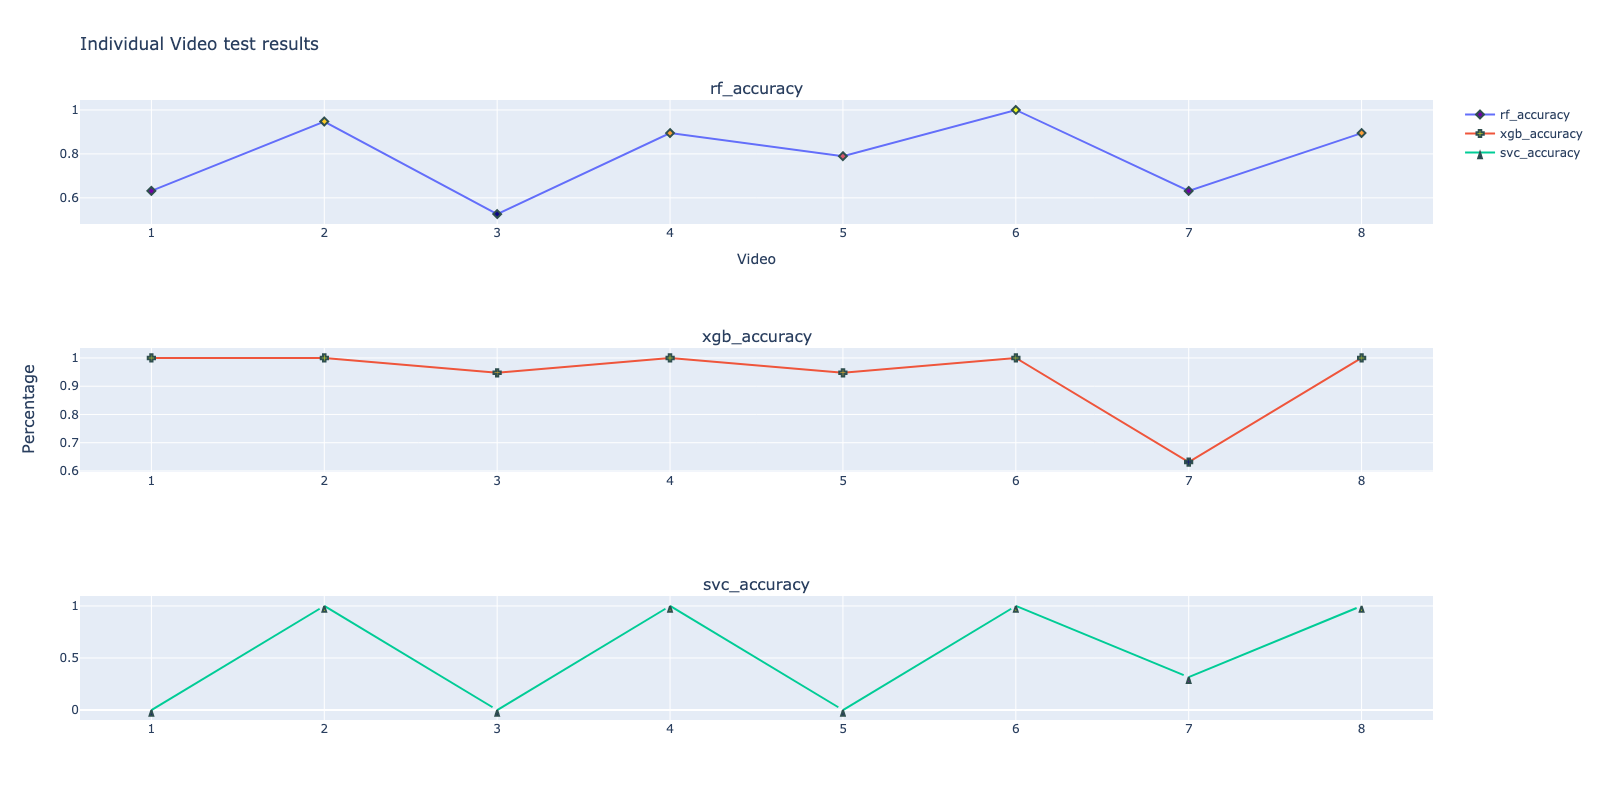 Individual Video test results
rf_accuracy
1
0.8
0.6
1 2 3 4 5 6 7 8
Video
rf_accuracy
xgb_accuracy
svc_accuracy
xgb_accuracy
Percentage
1
0.9
0.8
0.7
0.6
1 2 3 4 5 6 7 8
svc_accuracy
1
0.5
0
1 2 3 4 5 6 7 8